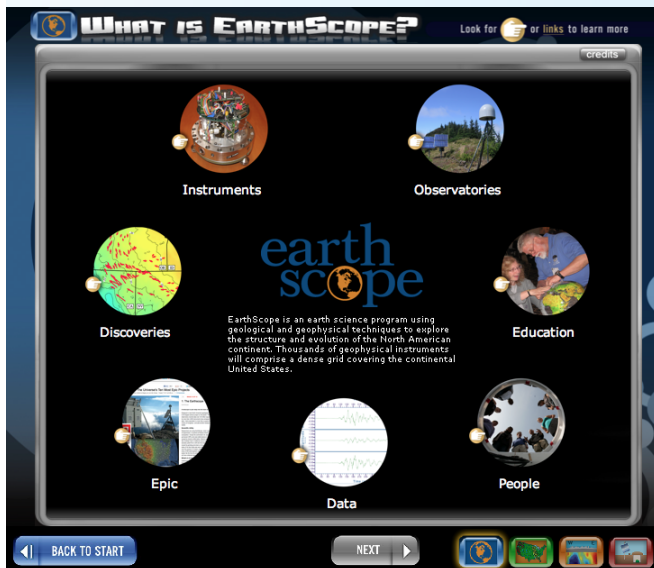 WHAT IS EARTHSCOPE?
Look for or links to learn more
credits
Instruments
Observatories
earth
scope
EarthScope is an earth science program using
geological and geophysical techniques to explore
the structure and evolution of the North American
continent. Thousands of geophysical instruments
will comprise a dense grid covering the continental
United States.
Discoveries
Education
Epic
Data
People
BACK TO START
NEXT